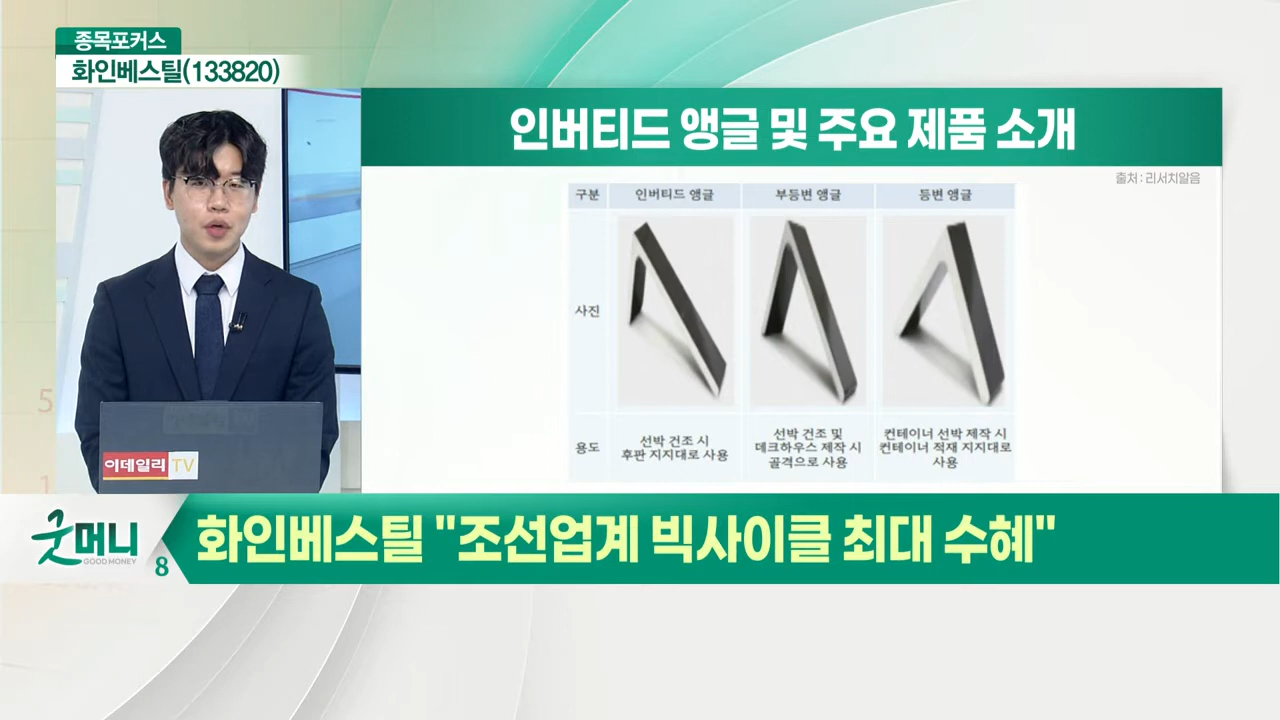 종목포커스
화인베스틸(133820)
인버티드 앵글 및 주요 제품 소개
출처 : 리서치알음
구분 인버티드 앵글 부등변 앵글 등변 앵글
사진
용도
선박 건조 시
후판 지지대로 사용
선박 건조 및
데크하우스 제작 시
골격으로 사용
컨테이너 선박 제작 시
컨테이너 적재 지지대로
사용
5
1
이데일리 TV
굿머니
GOOD MONEY
8
화인베스틸 "조선업계 빅사이클 최대 수혜"